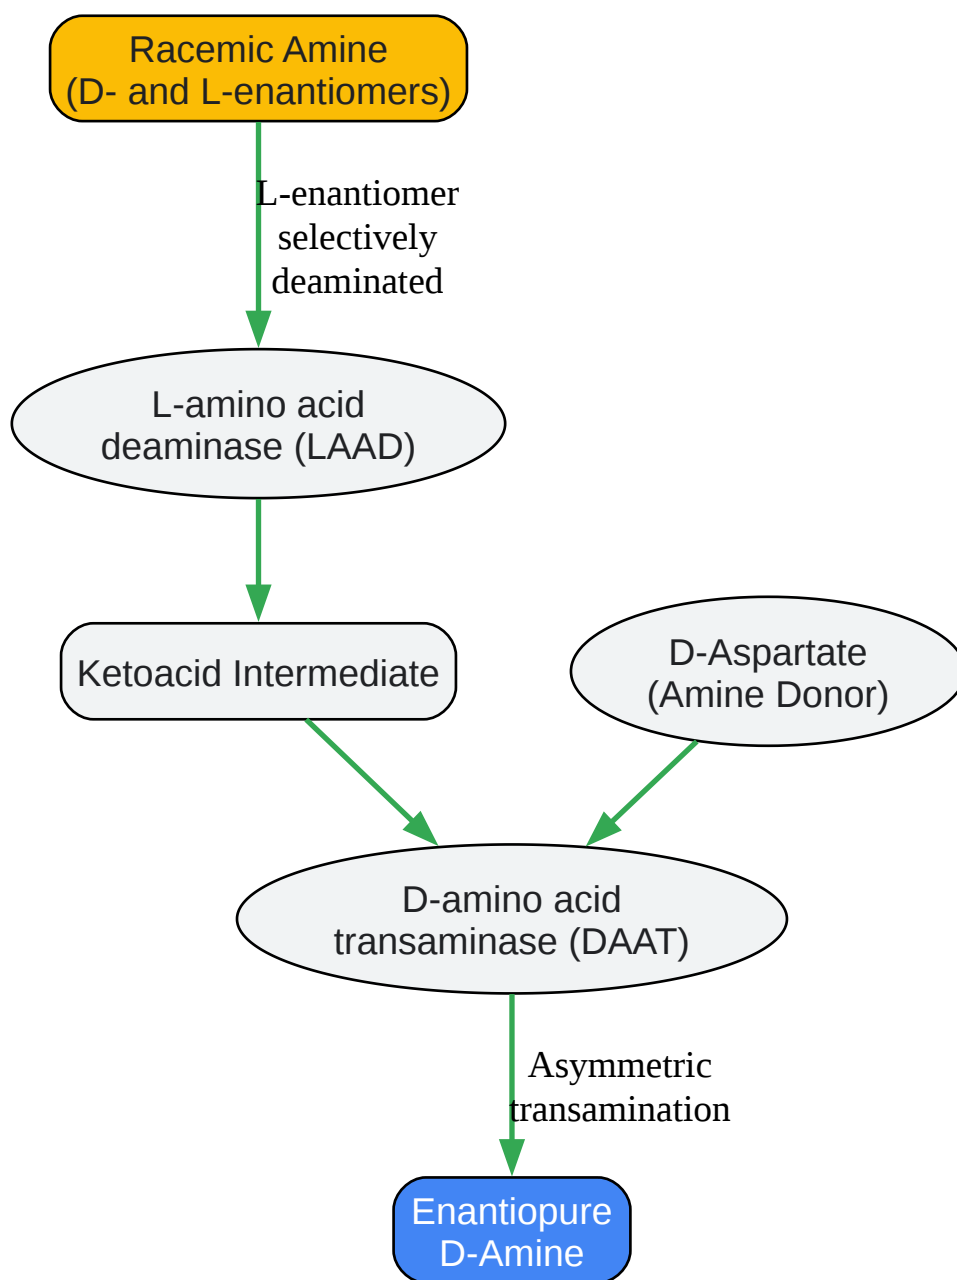 Racemic Amine
(D- and L-enantiomers)
L-enantiomer
selectively
deaminated
L-amino acid
deaminase (LAAD)
Ketoacid Intermediate
D-Aspartate
(Amine Donor)
D-amino acid
transaminase (DAAT)
Asymmetric
transamination
Enantiopure
D-Amine